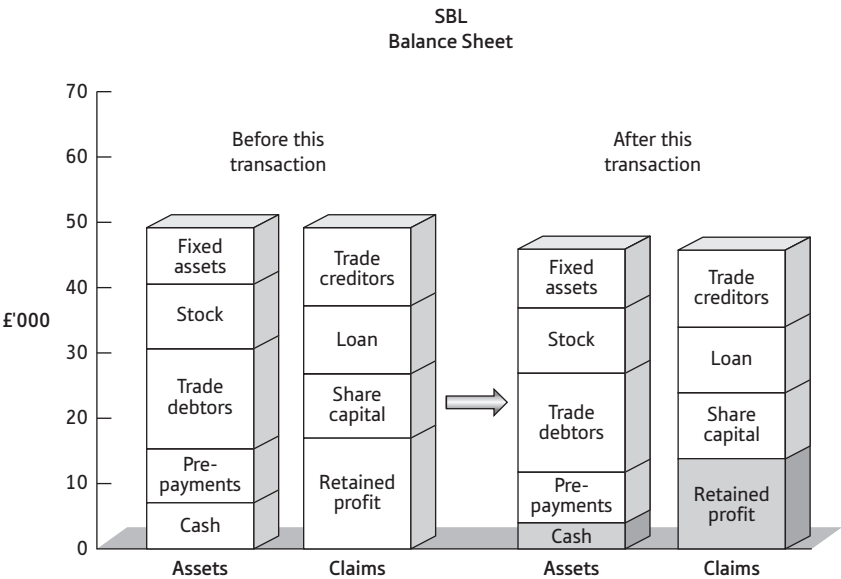 SBL
Balance Sheet
70
60
50
40
30
20
10
0
£'000
Before this
transaction
Fixed
assets
Stock
Trade
debtors
Pre-
payments
Cash
Assets
Trade
creditors
Loan
Share
capital
Retained
profit
Claims
After this
transaction
Fixed
assets
Stock
Trade
debtors
Pre-
payments
Cash
Assets
Trade
creditors
Loan
Share
capital
Retained
profit
Claims